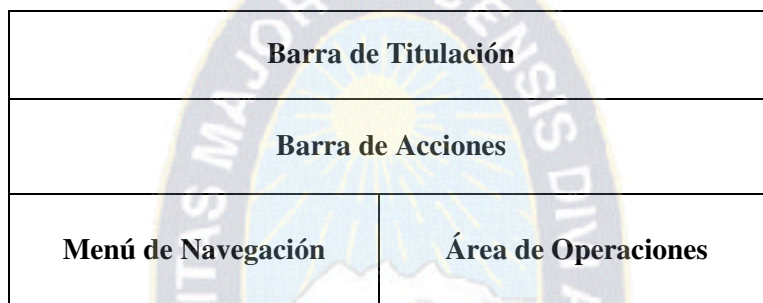 Barra de Titulación
Barra de Acciones
Menú de Navegación
Área de Operaciones